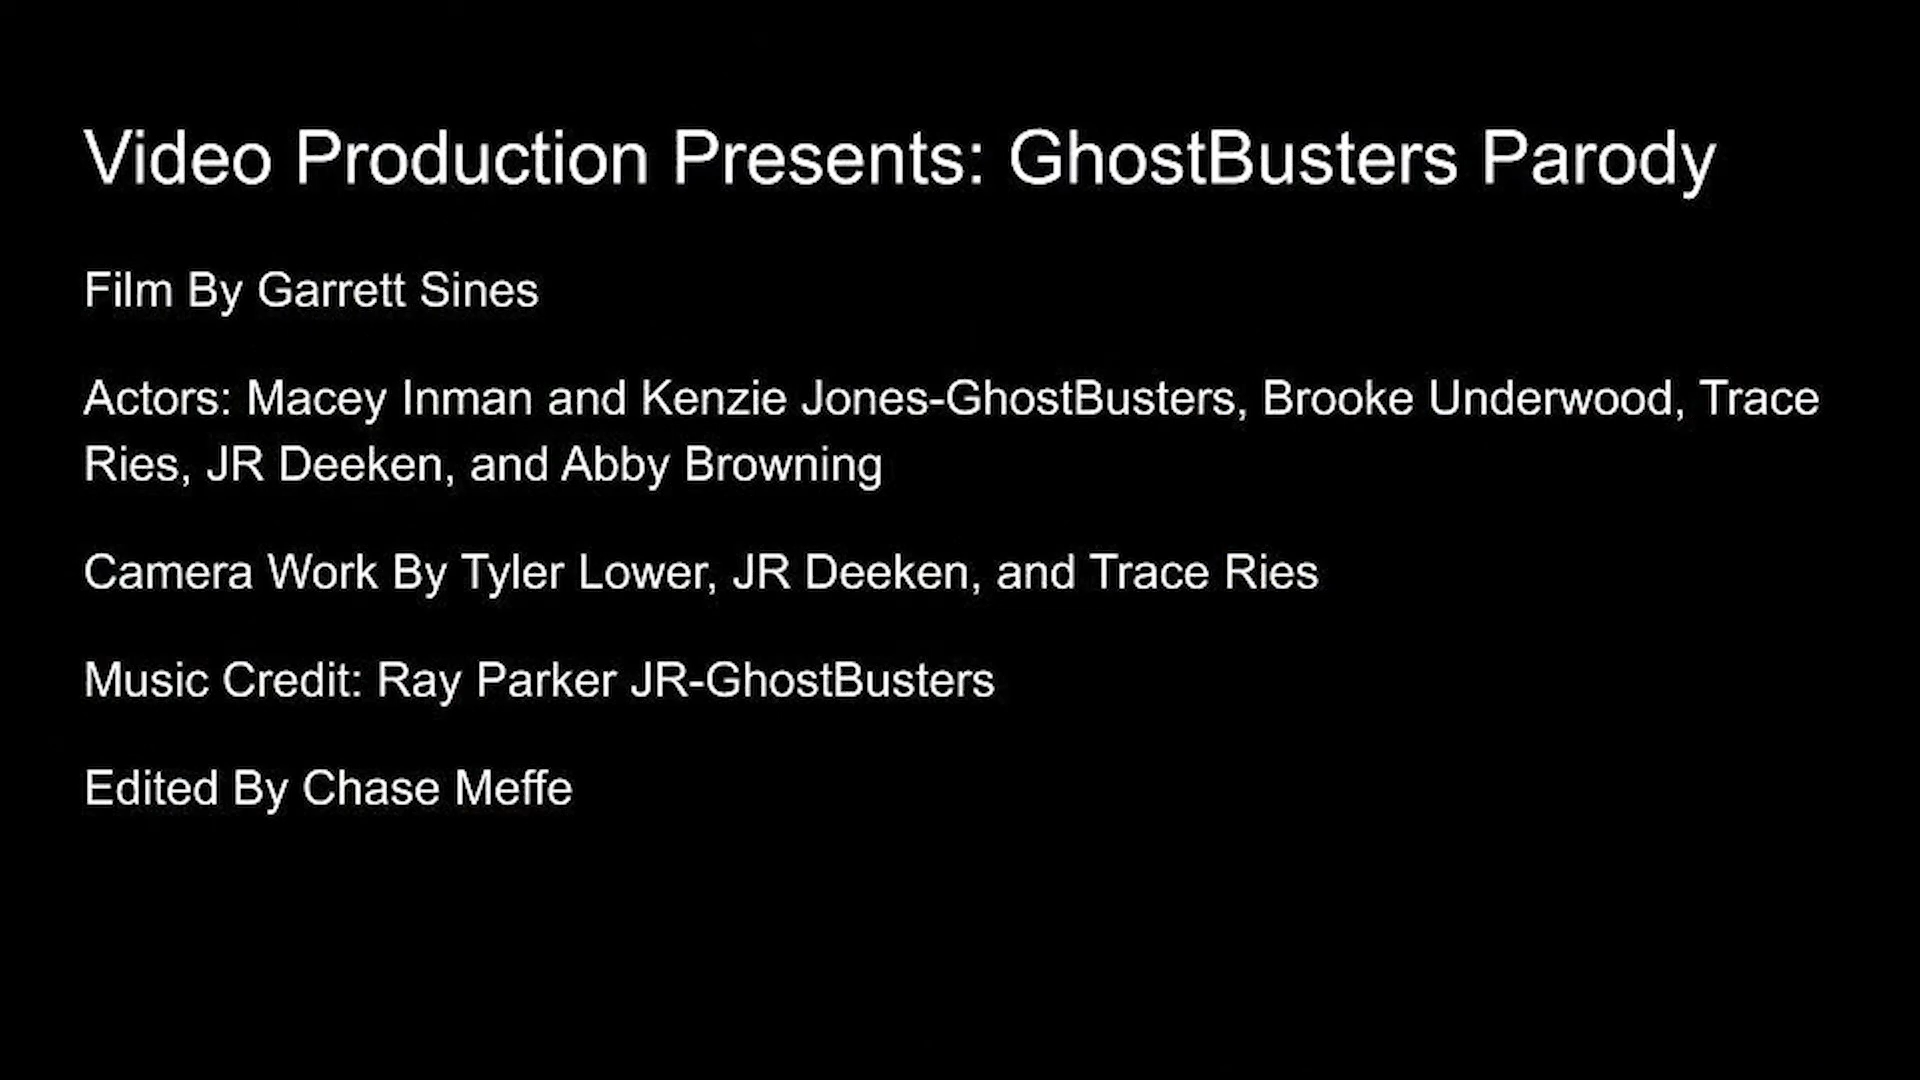 Video Production Presents: GhostBusters Parody
Film By Garrett Sines
Actors: Macey Inman and Kenzie Jones-GhostBusters, Brooke Underwood, Trace
Ries, JR Deeken, and Abby Browning
Camera Work By Tyler Lower, JR Deeken, and Trace Ries
Music Credit: Ray Parker JR-GhostBusters
Edited By Chase Meffe